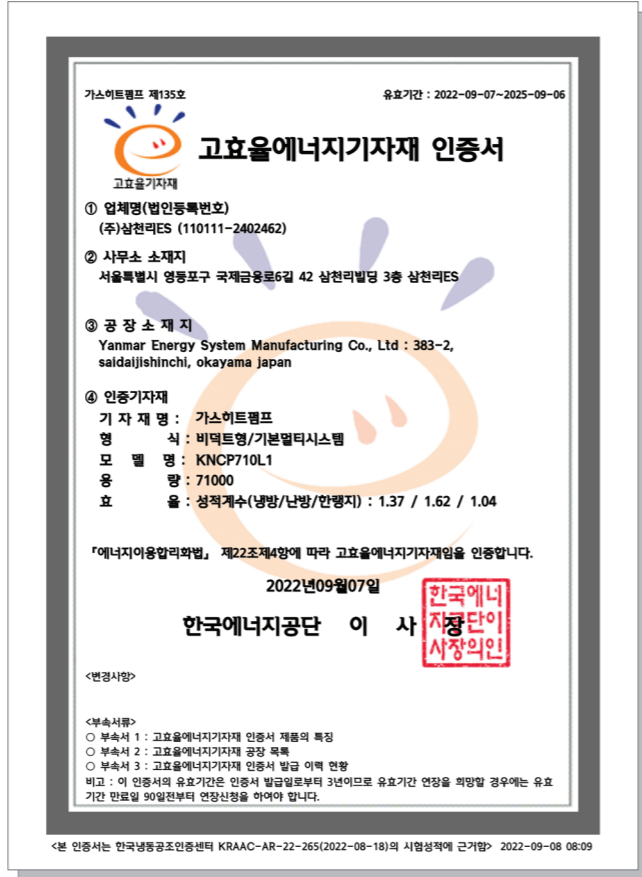 가스히트펌프 제135호
유효기간 : 2022-09-07~2025-09-06
고효율기자재
고효율에너지기자재 인증서
① 업체명(법인등록번호)
(주)삼천리ES (110111-2402462)
② 사무소 소재지
서울특별시 영등포구 국제금융로6길 42 삼천리빌딩 3층 삼천리ES
③ 공 장 소 재 지
Yanmar Energy System Manufacturing Co., Ltd : 383-2,
saidaijishinchi, okayama japan
④ 인증기자재
기 자 재 명 : 가스히트펌프
형 식 : 비덕트형/기본멀티시스템
모 델 명 : KNCP710L1
용 량 : 71000
효 율 : 성적계수(냉방/난방/한랭지) : 1.37 / 1.62 / 1.04
「에너지이용합리화법」 제22조제4항에 따라 고효율에너지기자재임을 인증합니다.
2022년09월07일
한국에너지공단 이 사 장
한국에너
지공단이
사장의인
<변경사항>
<부속서류>
○ 부속서 1 : 고효율에너지기자재 인증서 제품의 특징
○ 부속서 2 : 고효율에너지기자재 공장 목록
○ 부속서 3 : 고효율에너지기자재 인증서 발급 이력 현황
비고 : 이 인증서의 유효기간은 인증서 발급일로부터 3년이므로 유효기간 연장을 희망할 경우에는 유효
기간 만료일 90일전부터 연장신청을 하여야 합니다.
<본 인증서는 한국냉동공조인증센터 KRAAC-AR-22-265(2022-08-18)의 시험성적에 근거함> 2022-09-08 08:09